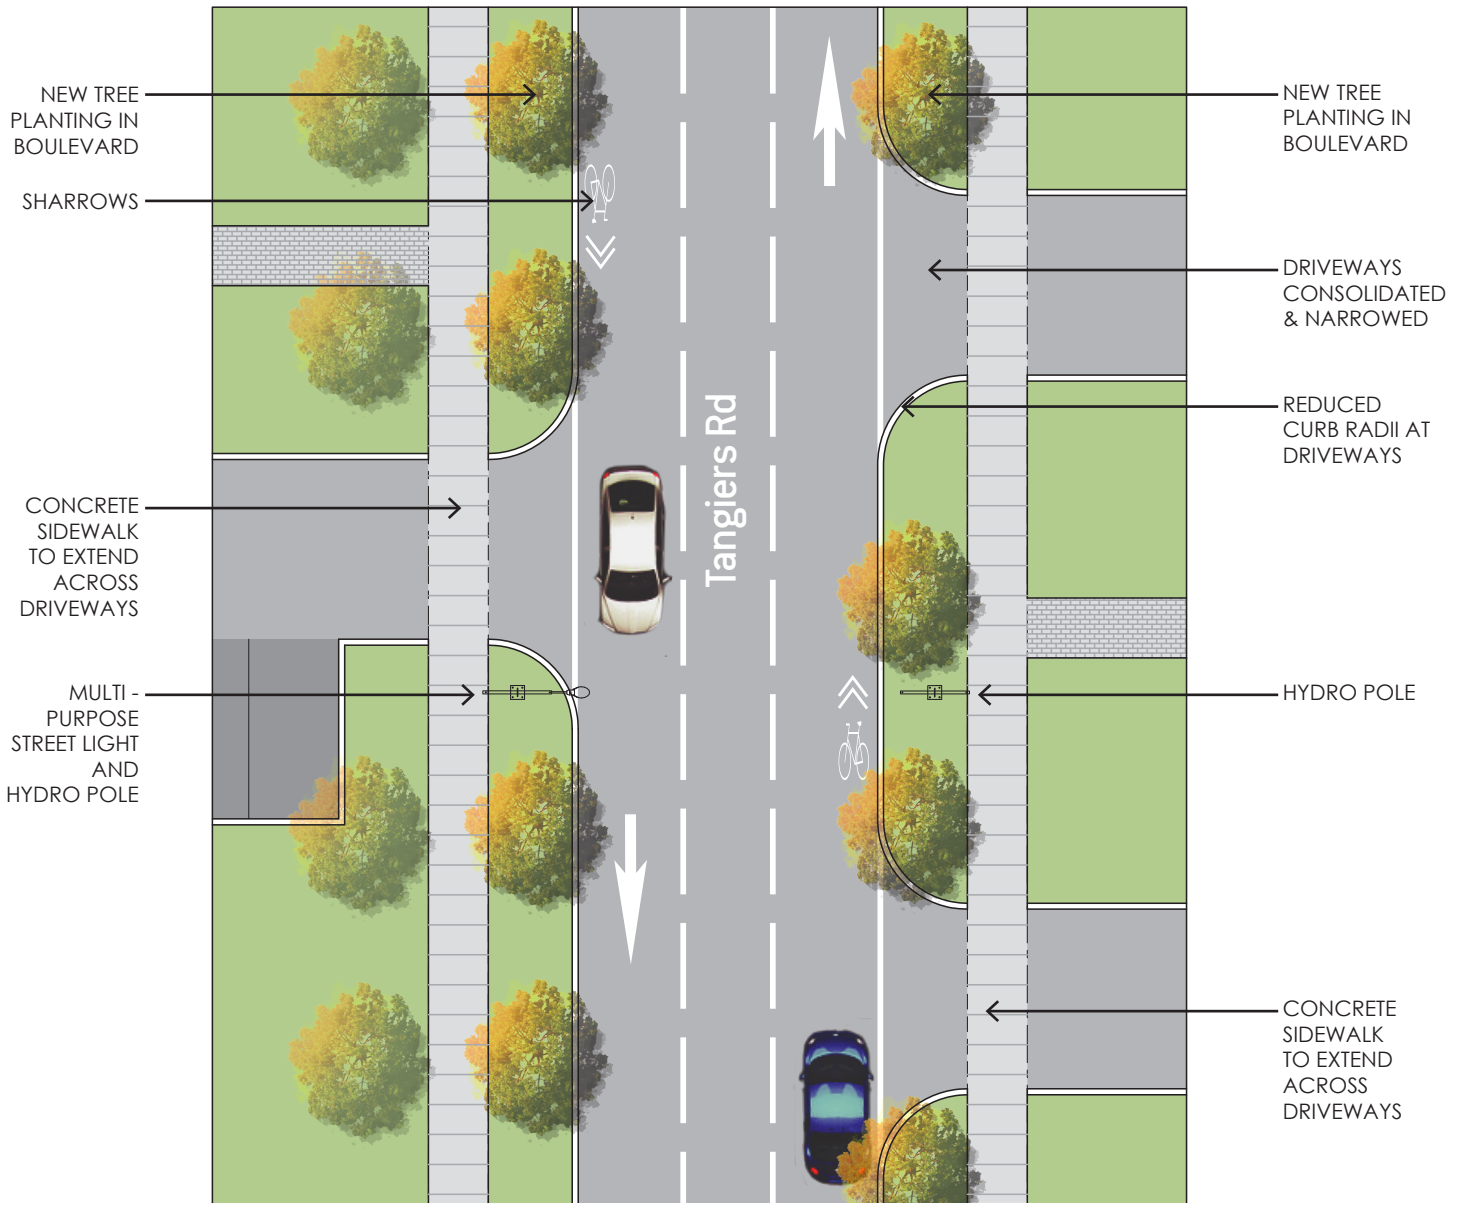 NEW TREE
PLANTING IN
BOULEVARD
SHARROWS
CONCRETE
SIDEWALK
TO EXTEND
ACROSS
DRIVEWAYS
MULTI -
PURPOSE
STREET LIGHT
AND
HYDRO POLE
Tangiers Rd
NEW TREE
PLANTING IN
BOULEVARD
DRIVEWAYS
CONSOLIDATED
& NARROWED
REDUCED
CURB RADII AT
DRIVEWAYS
HYDRO POLE
CONCRETE
SIDEWALK
TO EXTEND
ACROSS
DRIVEWAYS